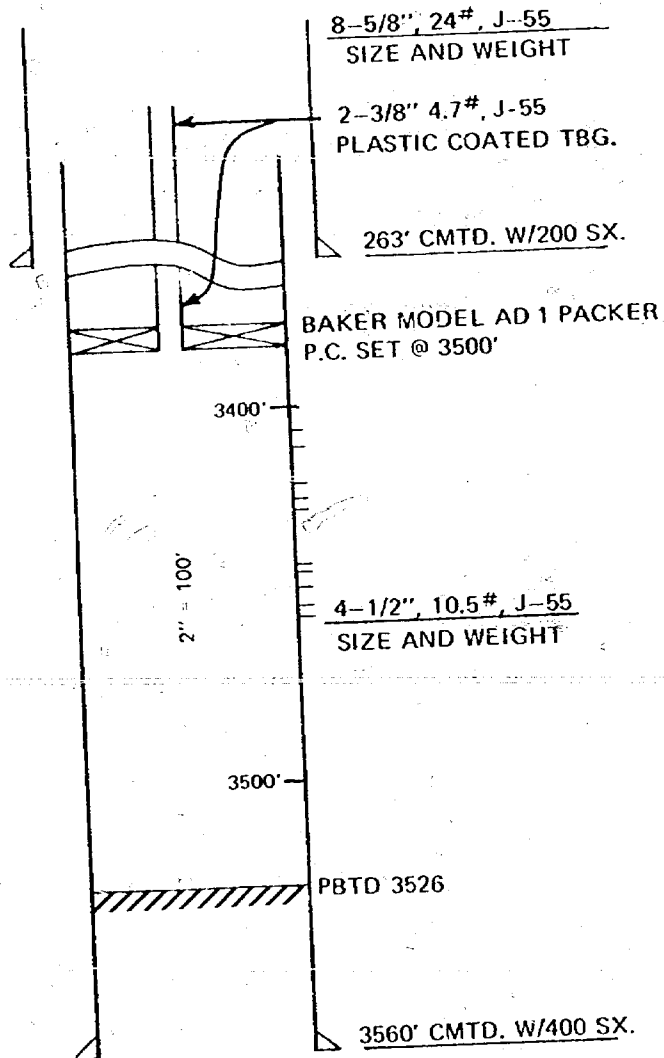 8-5/8", 24#, J-55
SIZE AND WEIGHT
2-3/8" 4.7#, J-55
PLASTIC COATED TBG.
263' CMTD. W/200 SX.
BAKER MODEL AD 1 PACKER
P.C. SET @ 3500'
3400'
2" = 100'
4-1/2", 10.5#, J-55
SIZE AND WEIGHT
3500'
PBTD 3526
3560' CMTD. W/400 SX.